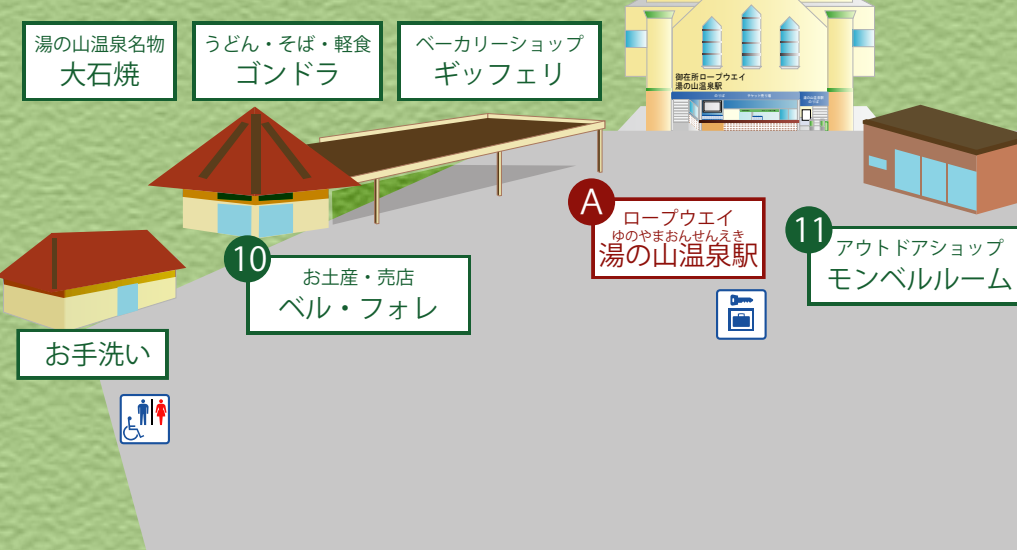 湯の山温泉名物
大石焼
うどん・そば・軽食
ゴンドラ
ベーカリーショップ
ギッフェリ
御在所ロープウエイ
湯の山温泉駅
A
ロープウエイ
ゆのやまおんせんえき
湯の山温泉駅
11
アウトドアショップ
モンベルルーム
10
お土産・売店
ベル・フォレ
お手洗い